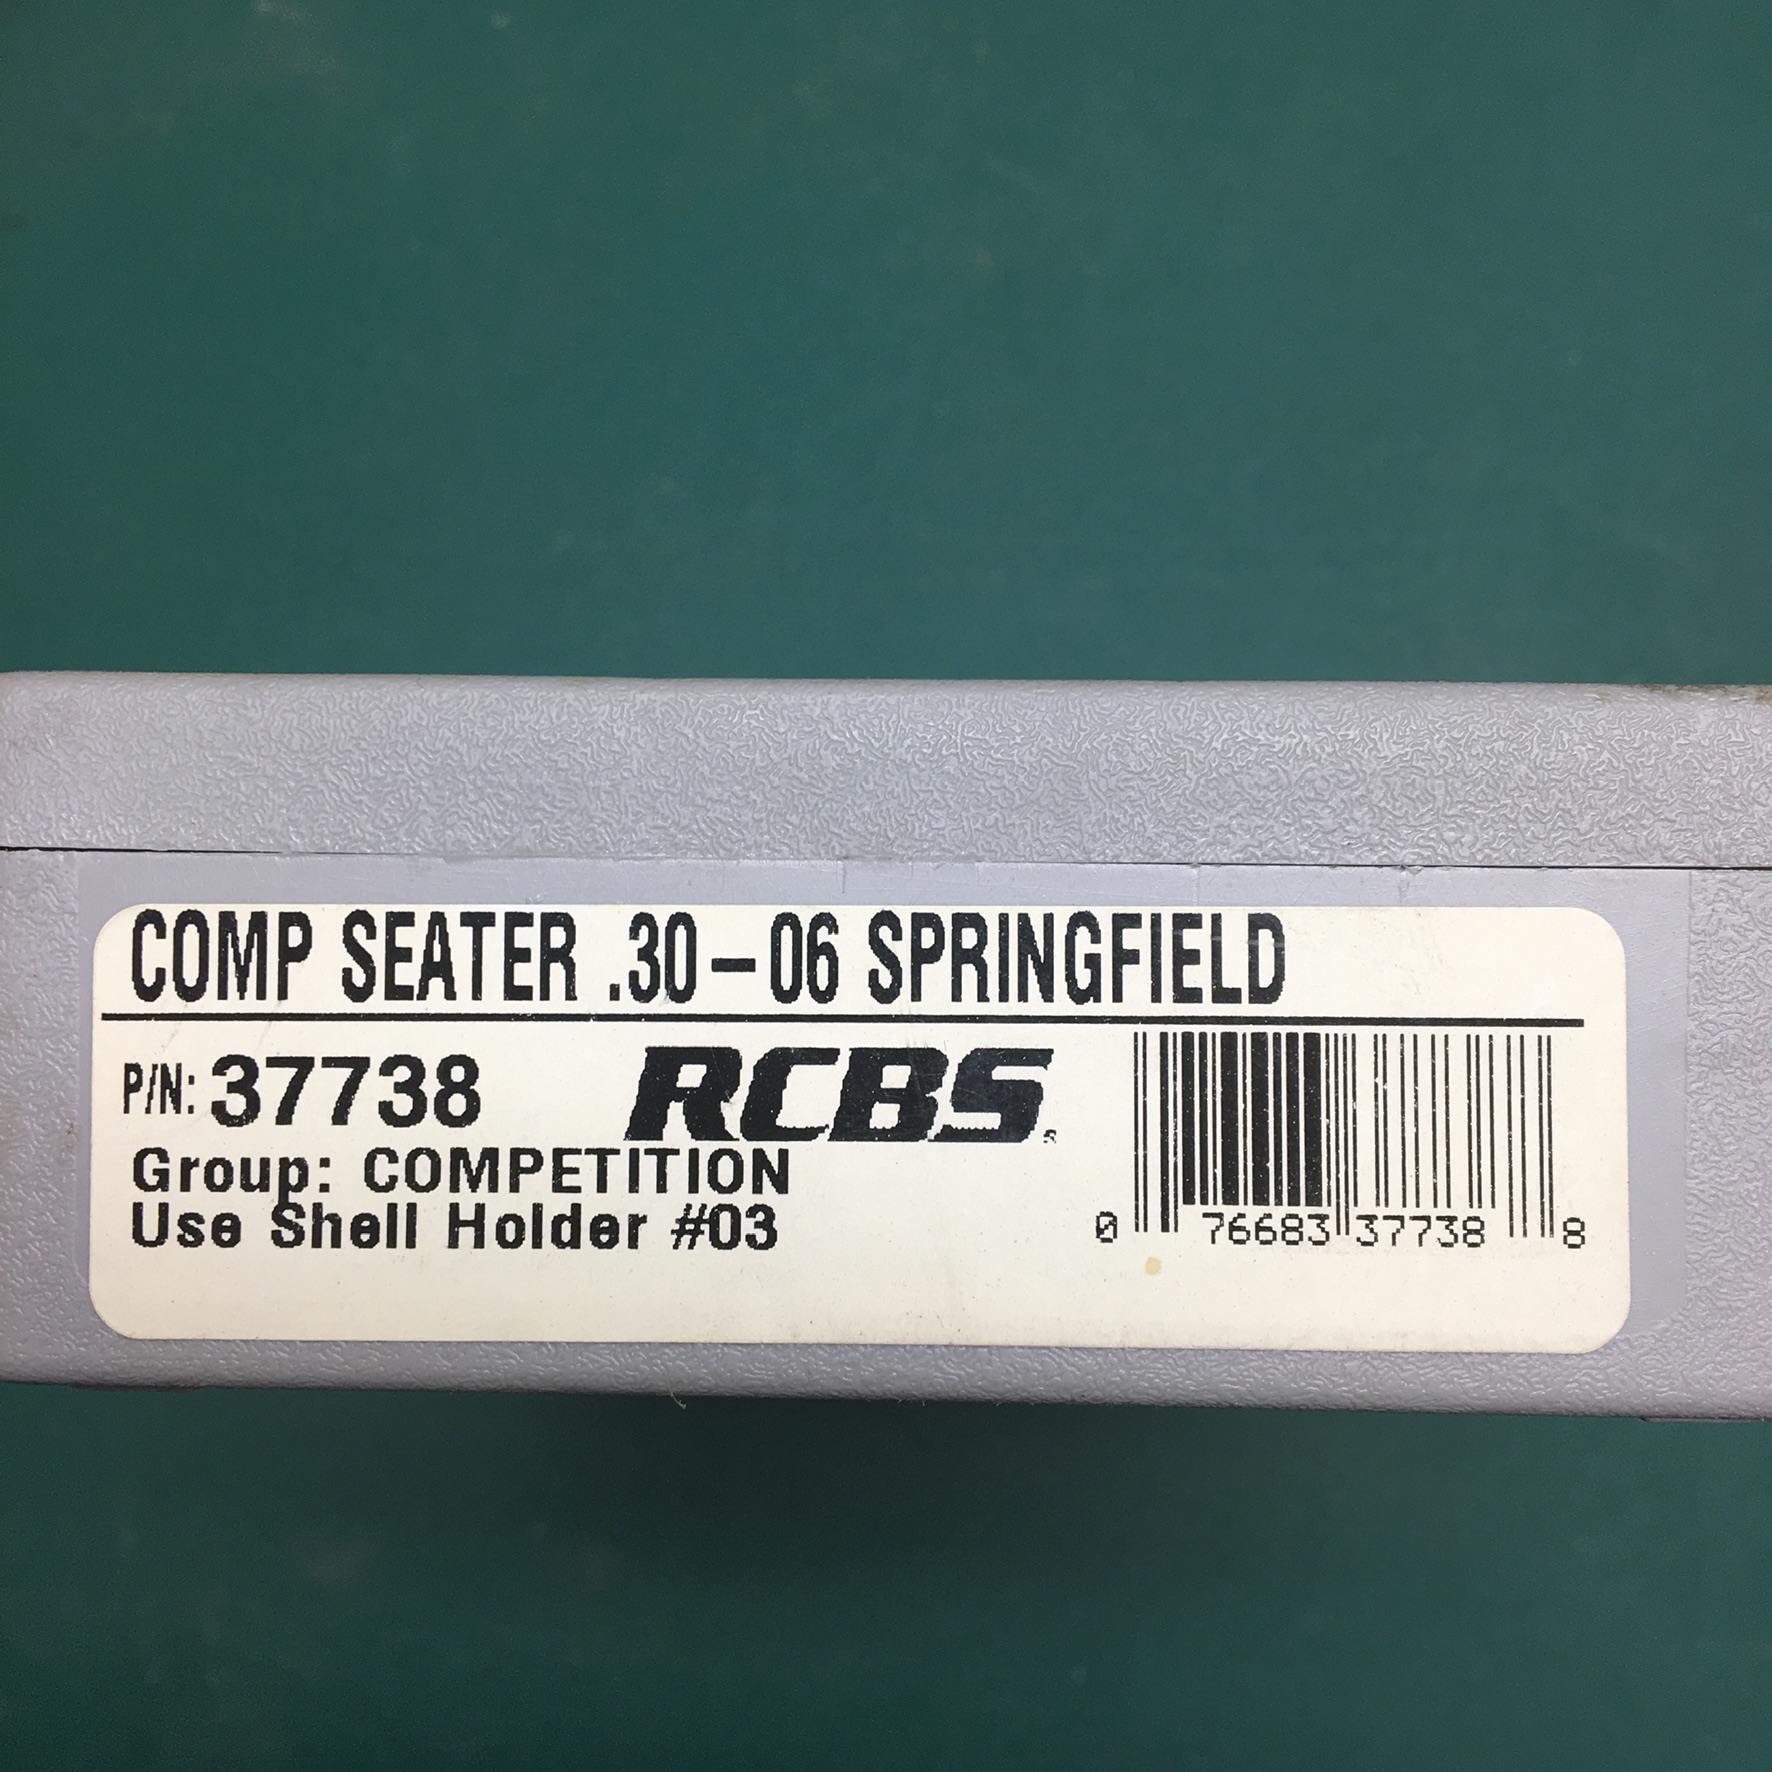 COMP SEATER .30-06 SPRINGFIELD
P/N: 37738
RCBS
Group: COMPETITION
Use Shell Holder #03
0 76683 37738 8